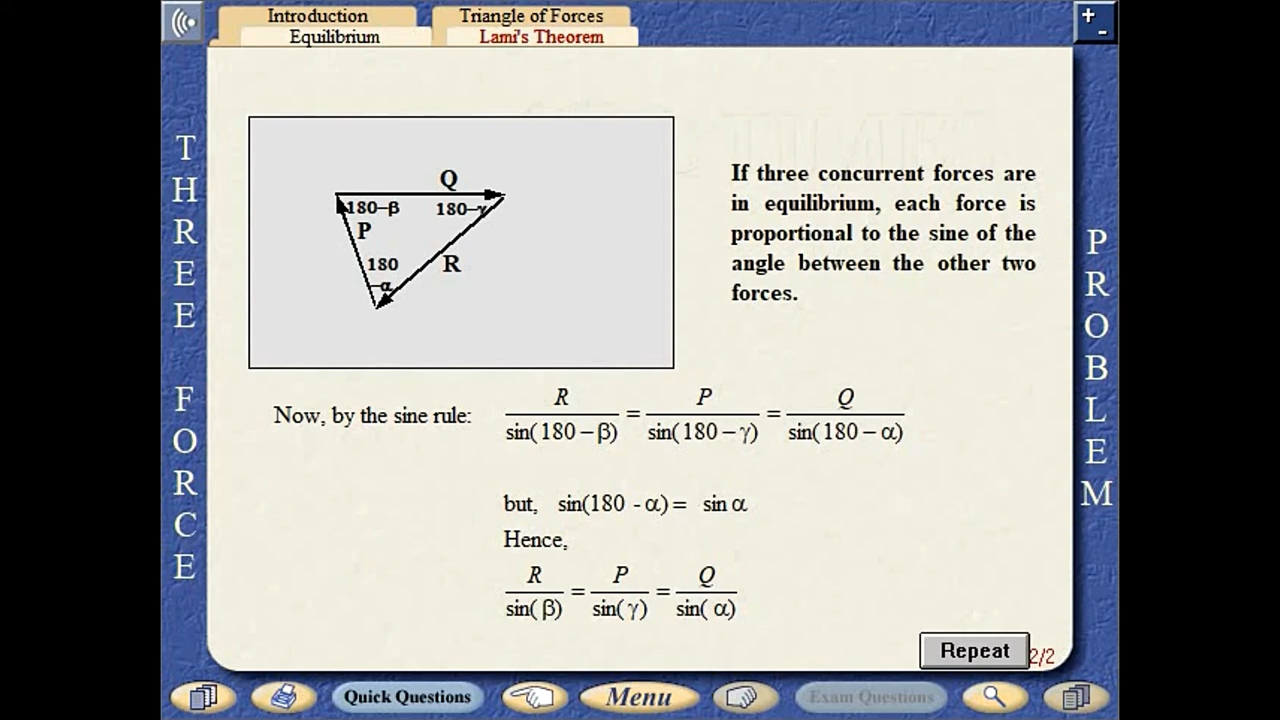 Introduction
Equilibrium
Triangle of Forces
Lami's Theorem
+
-
THREE FORCE
PROBLEM
Q
180–β
180–γ
P
180
–α
R
If three concurrent forces are
in equilibrium, each force is
proportional to the sine of the
angle between the other two
forces.
Now, by the sine rule: R/sin(180 – β) = P/sin(180 – γ) = Q/sin(180 – α)
but, sin(180 - α) = sin α
Hence,
R/sin(β) = P/sin(γ) = Q/sin(α)
Repeat
2/2
Quick Questions
Menu
Exam Questions